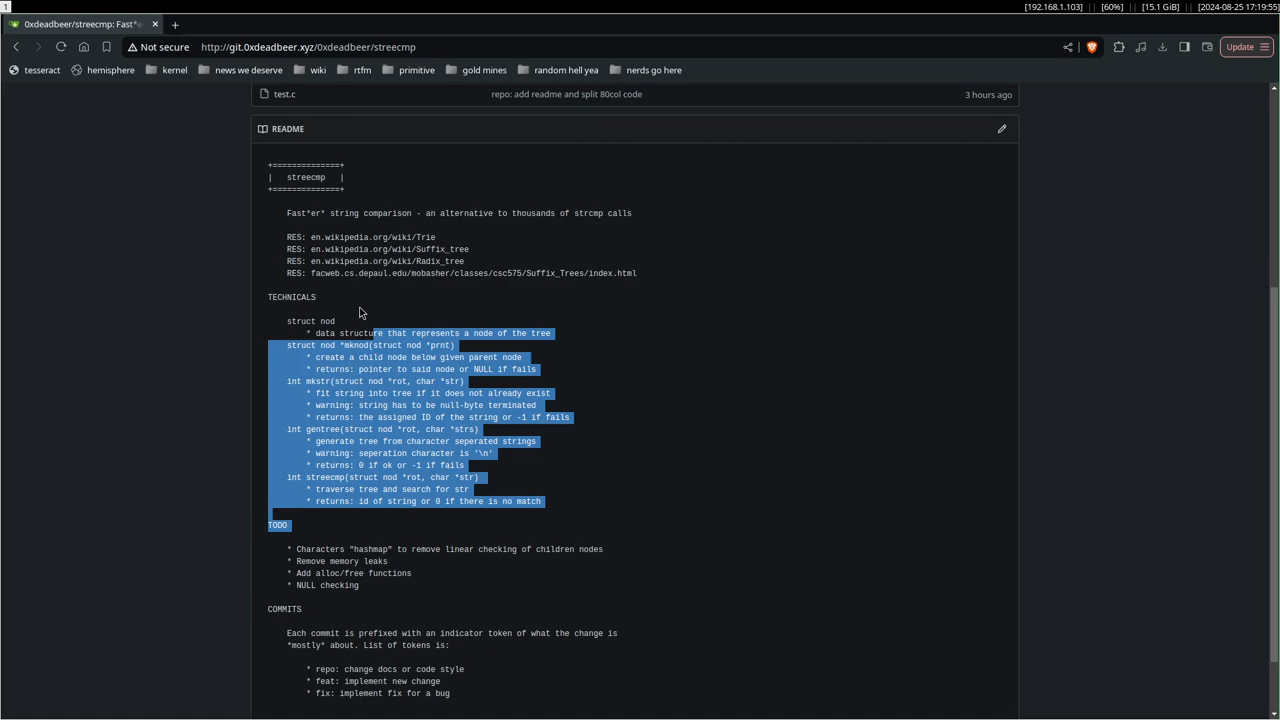 1
[192.168.1.103] [60%] [15.1 GiB] [2024-08-25 17:19:55]
0xdeadbeer/streecmp: Fast*e
Not secure http://git.0xdeadbeer.xyz/0xdeadbeer/streecmp Update
tesseract hemisphere kernel news we deserve wiki rtfm primitive gold mines random hell yea nerds go here
test.c repo: add readme and split 80col code 3 hours ago
README
+==============+
| streecmp |
+==============+
Fast*er* string comparison - an alternative to thousands of strcmp calls
RES: en.wikipedia.org/wiki/Trie
RES: en.wikipedia.org/wiki/Suffix_tree
RES: en.wikipedia.org/wiki/Radix_tree
RES: facweb.cs.depaul.edu/mobasher/classes/csc575/Suffix_Trees/index.html
TECHNICALS
struct nod
* data structure that represents a node of the tree
struct nod *mknod(struct nod *prnt)
* create a child node below given parent node
* returns: pointer to said node or NULL if fails
int mkstr(struct nod *rot, char *str)
* fit string into tree if it does not already exist
* warning: string has to be null-byte terminated
* returns: the assigned ID of the string or -1 if fails
int gentree(struct nod *rot, char *strs)
* generate tree from character seperated strings
* warning: seperation character is '\n'
* returns: 0 if ok or -1 if fails
int streecmp(struct nod *rot, char *str)
* traverse tree and search for str
* returns: id of string or 0 if there is no match
TODO
* Characters "hashmap" to remove linear checking of children nodes
* Remove memory leaks
* Add alloc/free functions
* NULL checking
COMMITS
Each commit is prefixed with an indicator token of what the change is
*mostly* about. List of tokens is:
* repo: change docs or code style
* feat: implement new change
* fix: implement fix for a bug